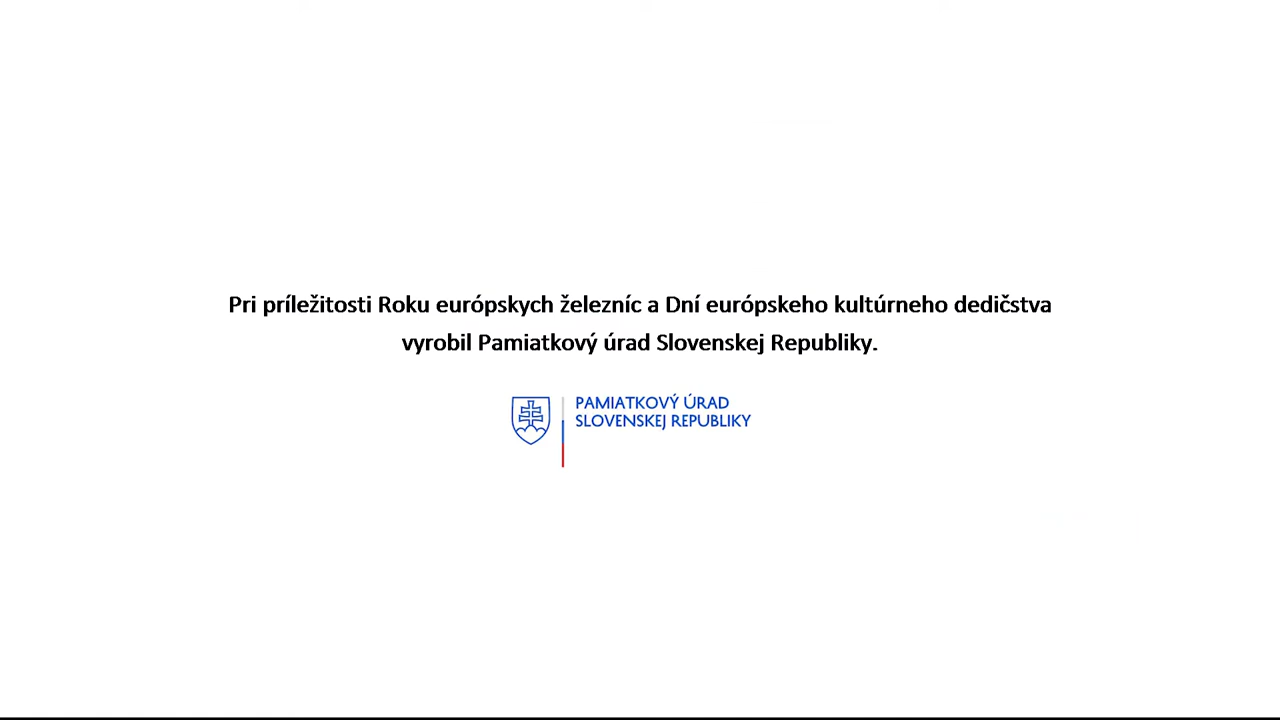 Pri príležitosti Roku európskych železníc a Dní európskeho kultúrneho dedičstva
vyrobil Pamiatkový úrad Slovenskej Republiky.
PAMIATKOVÝ ÚRAD
SLOVENSKEJ REPUBLIKY